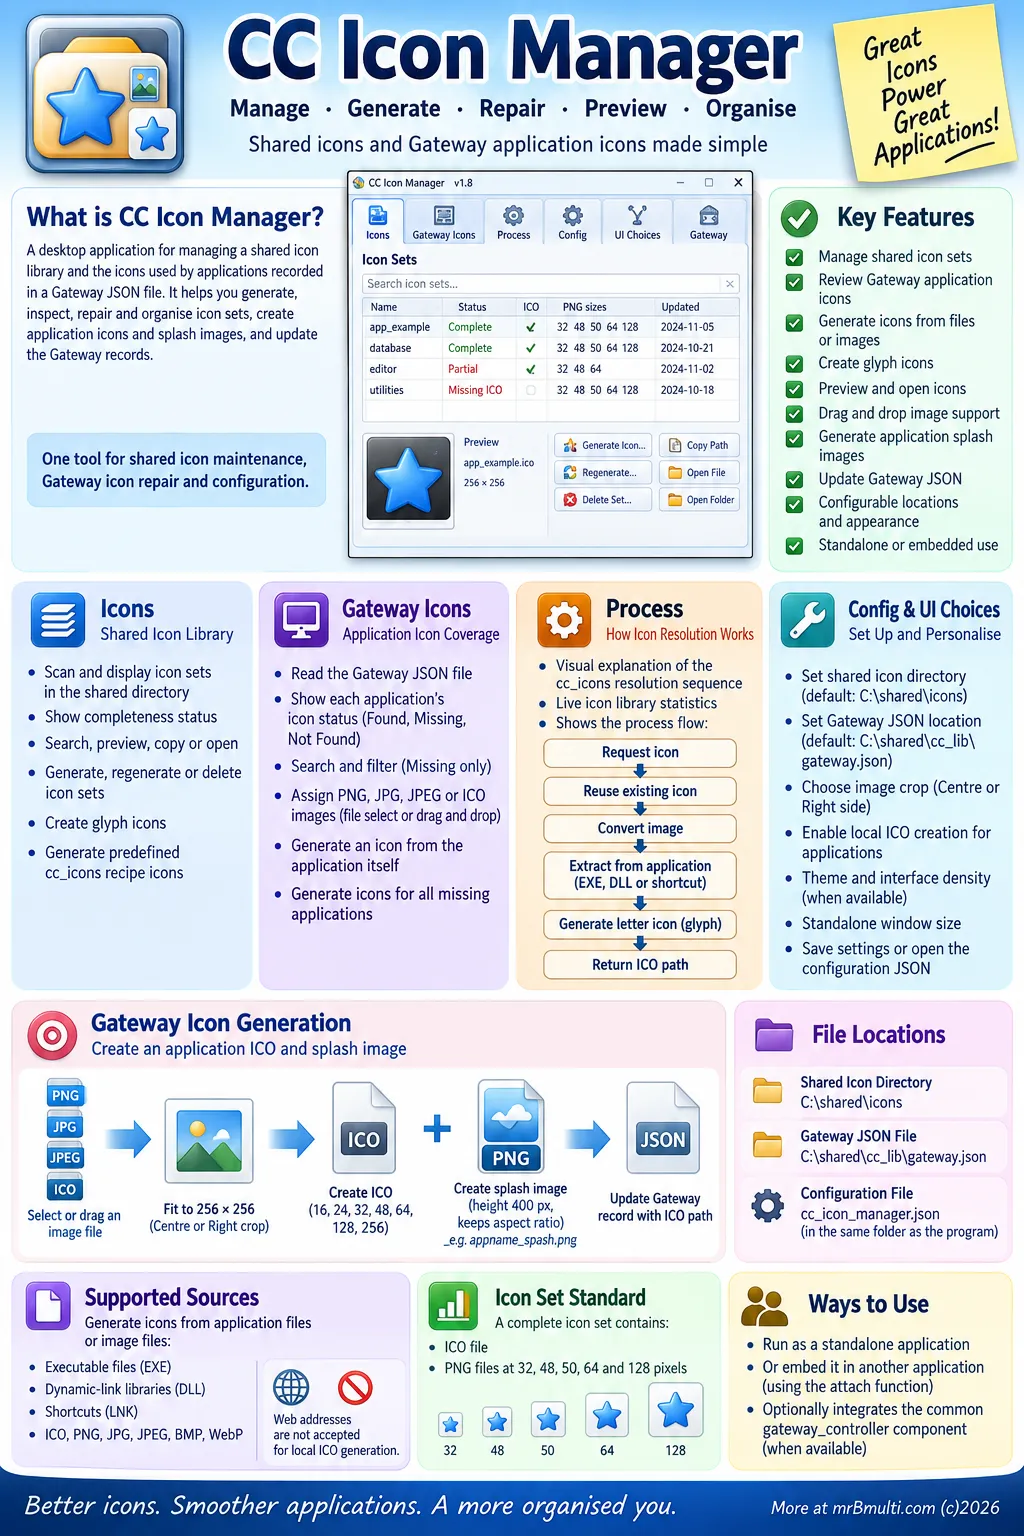 CC Icon Manager
Manage · Generate · Repair · Preview · Organise
Shared icons and Gateway application icons made simple
Great
Icons
Power
Great
Applications!
What is CC Icon Manager?
A desktop application for managing a shared icon
library and the icons used by applications recorded
in a Gateway JSON file. It helps you generate,
inspect, repair and organise icon sets, create
application icons and splash images, and update
the Gateway records.
One tool for shared icon maintenance,
Gateway icon repair and configuration.
CC Icon Manager v1.8
Icons Gateway Icons Process Config UI Choices Gateway
Icon Sets
Search icon sets...
Name Status ICO PNG sizes Updated
app_example Complete 32 48 50 64 128 2024-11-05
database Complete 32 48 50 64 128 2024-10-21
editor Partial 32 48 64 2024-11-02
utilities Missing ICO 32 48 50 64 128 2024-10-18
Preview
app_example.ico
256 × 256
Generate Icon... Copy Path
Regenerate... Open File
Delete Set... Open Folder
Key Features
Manage shared icon sets
Review Gateway application
icons
Generate icons from files
or images
Create glyph icons
Preview and open icons
Drag and drop image support
Generate application splash
images
Update Gateway JSON
Configurable locations
and appearance
Standalone or embedded use
Icons
Shared Icon Library
• Scan and display icon sets
in the shared directory
• Show completeness status
• Search, preview, copy or open
• Generate, regenerate or delete
icon sets
• Create glyph icons
• Generate predefined
cc_icons recipe icons
Gateway Icons
Application Icon Coverage
• Read the Gateway JSON file
• Show each application's
icon status (Found, Missing,
Not Found)
• Search and filter (Missing only)
• Assign PNG, JPG, JPEG or ICO
images (file select or drag and drop)
• Generate an icon from the
application itself
• Generate icons for all missing
applications
Process
How Icon Resolution Works
• Visual explanation of the
cc_icons resolution sequence
• Live icon library statistics
• Shows the process flow:
Request icon
Reuse existing icon
Convert image
Extract from application
(EXE, DLL or shortcut)
Generate letter icon (glyph)
Return ICO path
Config & UI Choices
Set Up and Personalise
• Set shared icon directory
(default: C:\shared\icons)
• Set Gateway JSON location
(default: C:\shared\cc_lib\
gateway.json)
• Choose image crop (Centre or
Right side)
• Enable local ICO creation for
applications
• Theme and interface density
(when available)
• Standalone window size
• Save settings or open the
configuration JSON
Gateway Icon Generation
Create an application ICO and splash image
PNG
JPG
JPEG
ICO
Select or drag an
image file
Fit to 256 × 256
(Centre or Right crop)
ICO
Create ICO
(16, 24, 32, 48, 64,
128, 256)
+
PNG
Create splash image
(height 400 px,
keeps aspect ratio)
_e.g. appname_spash.png
JSON
Update Gateway
record with ICO path
File Locations
Shared Icon Directory
C:\shared\icons
Gateway JSON File
C:\shared\cc_lib\gateway.json
Configuration File
cc_icon_manager.json
(in the same folder as the program)
Supported Sources
Generate icons from application files
or image files:
• Executable files (EXE)
• Dynamic-link libraries (DLL)
• Shortcuts (LNK)
• ICO, PNG, JPG, JPEG, BMP, WebP
Web addresses
are not accepted
for local ICO generation.
Icon Set Standard
A complete icon set contains:
• ICO file
• PNG files at 32, 48, 50, 64 and 128 pixels
32 48 50 64 128
Ways to Use
• Run as a standalone application
• Or embed it in another application
(using the attach function)
• Optionally integrates the common
gateway_controller component
(when available)
Better icons. Smoother applications. A more organised you.
More at mrBmulti.com (c)2026